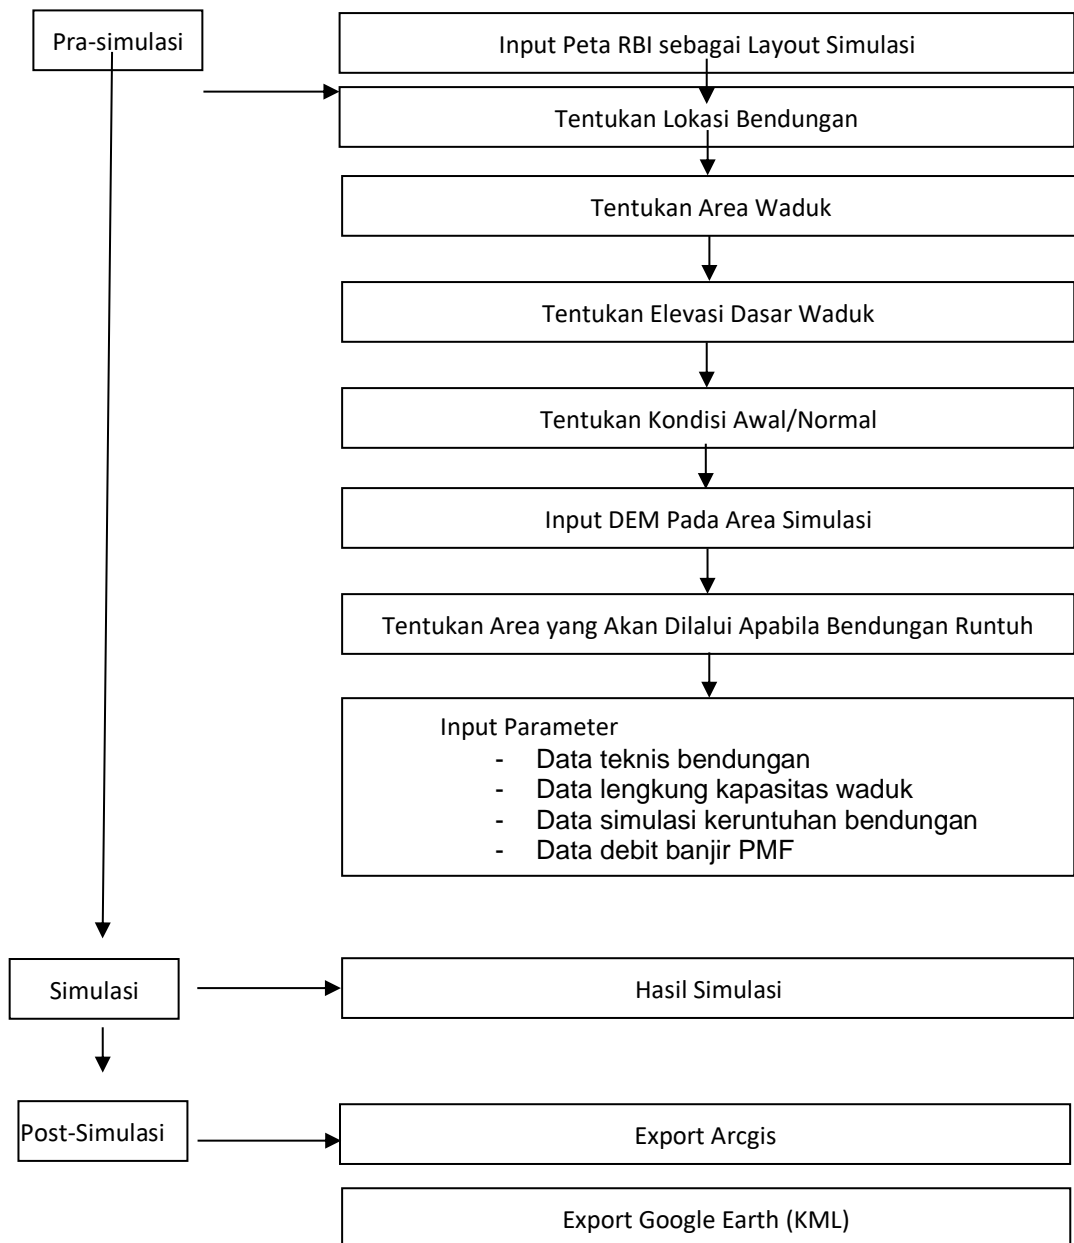 Pra-simulasi
Input Peta RBI sebagai Layout Simulasi
Tentukan Lokasi Bendungan
Tentukan Area Waduk
Tentukan Elevasi Dasar Waduk
Tentukan Kondisi Awal/Normal
Input DEM Pada Area Simulasi
Tentukan Area yang Akan Dilalui Apabila Bendungan Runtuh
Input Parameter
- Data teknis bendungan
- Data lengkung kapasitas waduk
- Data simulasi keruntuhan bendungan
- Data debit banjir PMF
Simulasi
Hasil Simulasi
Post-Simulasi
Export Arcgis
Export Google Earth (KML)